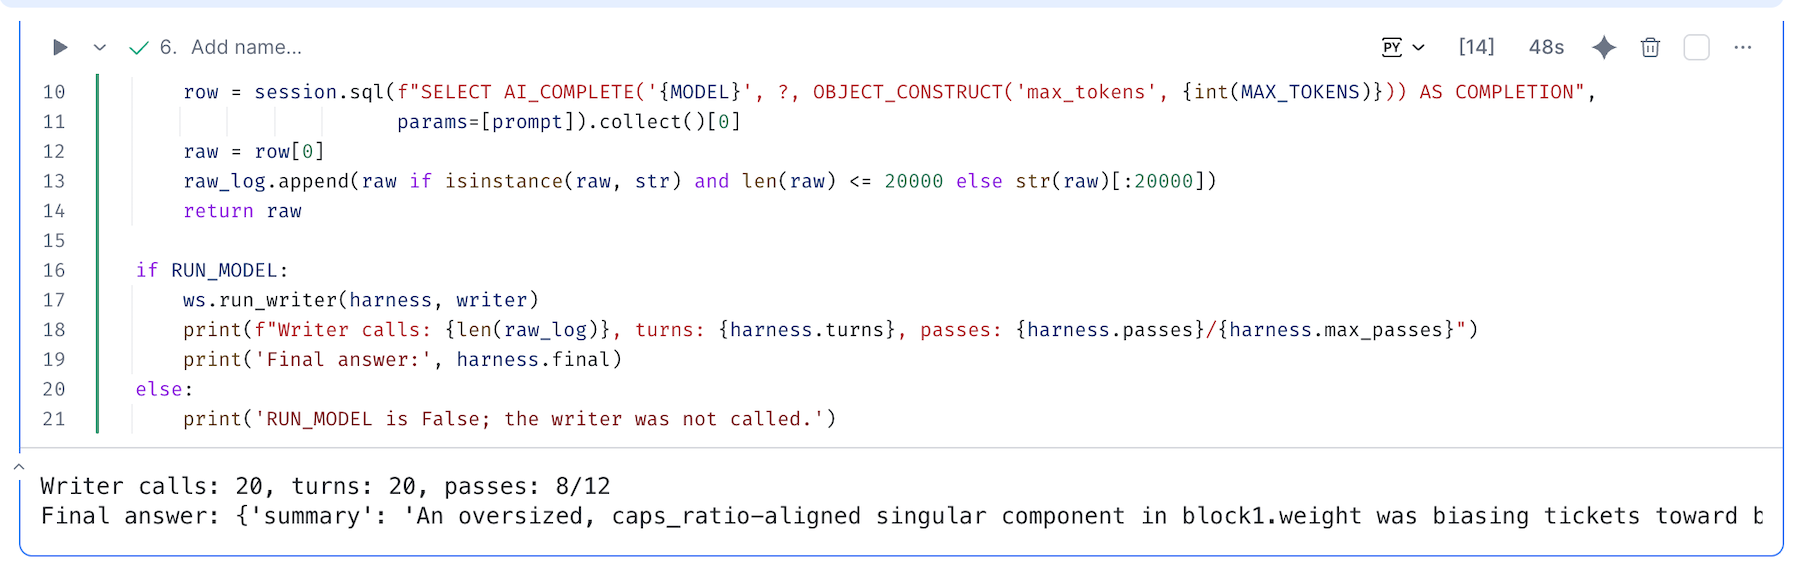 6. Add name... PY [14] 48s ...
10 row = session.sql(f"SELECT AI_COMPLETE('{MODEL}', ?, OBJECT_CONSTRUCT('max_tokens', {int(MAX_TOKENS)})) AS COMPLETION",
11 params=[prompt]).collect()[0]
12 raw = row[0]
13 raw_log.append(raw if isinstance(raw, str) and len(raw) <= 20000 else str(raw)[:20000])
14 return raw
15
16 if RUN_MODEL:
17 ws.run_writer(harness, writer)
18 print(f"Writer calls: {len(raw_log)}, turns: {harness.turns}, passes: {harness.passes}/{harness.max_passes}")
19 print('Final answer:', harness.final)
20 else:
21 print('RUN_MODEL is False; the writer was not called.')
Writer calls: 20, turns: 20, passes: 8/12
Final answer: {'summary': 'An oversized, caps_ratio-aligned singular component in block1.weight was biasing tickets toward